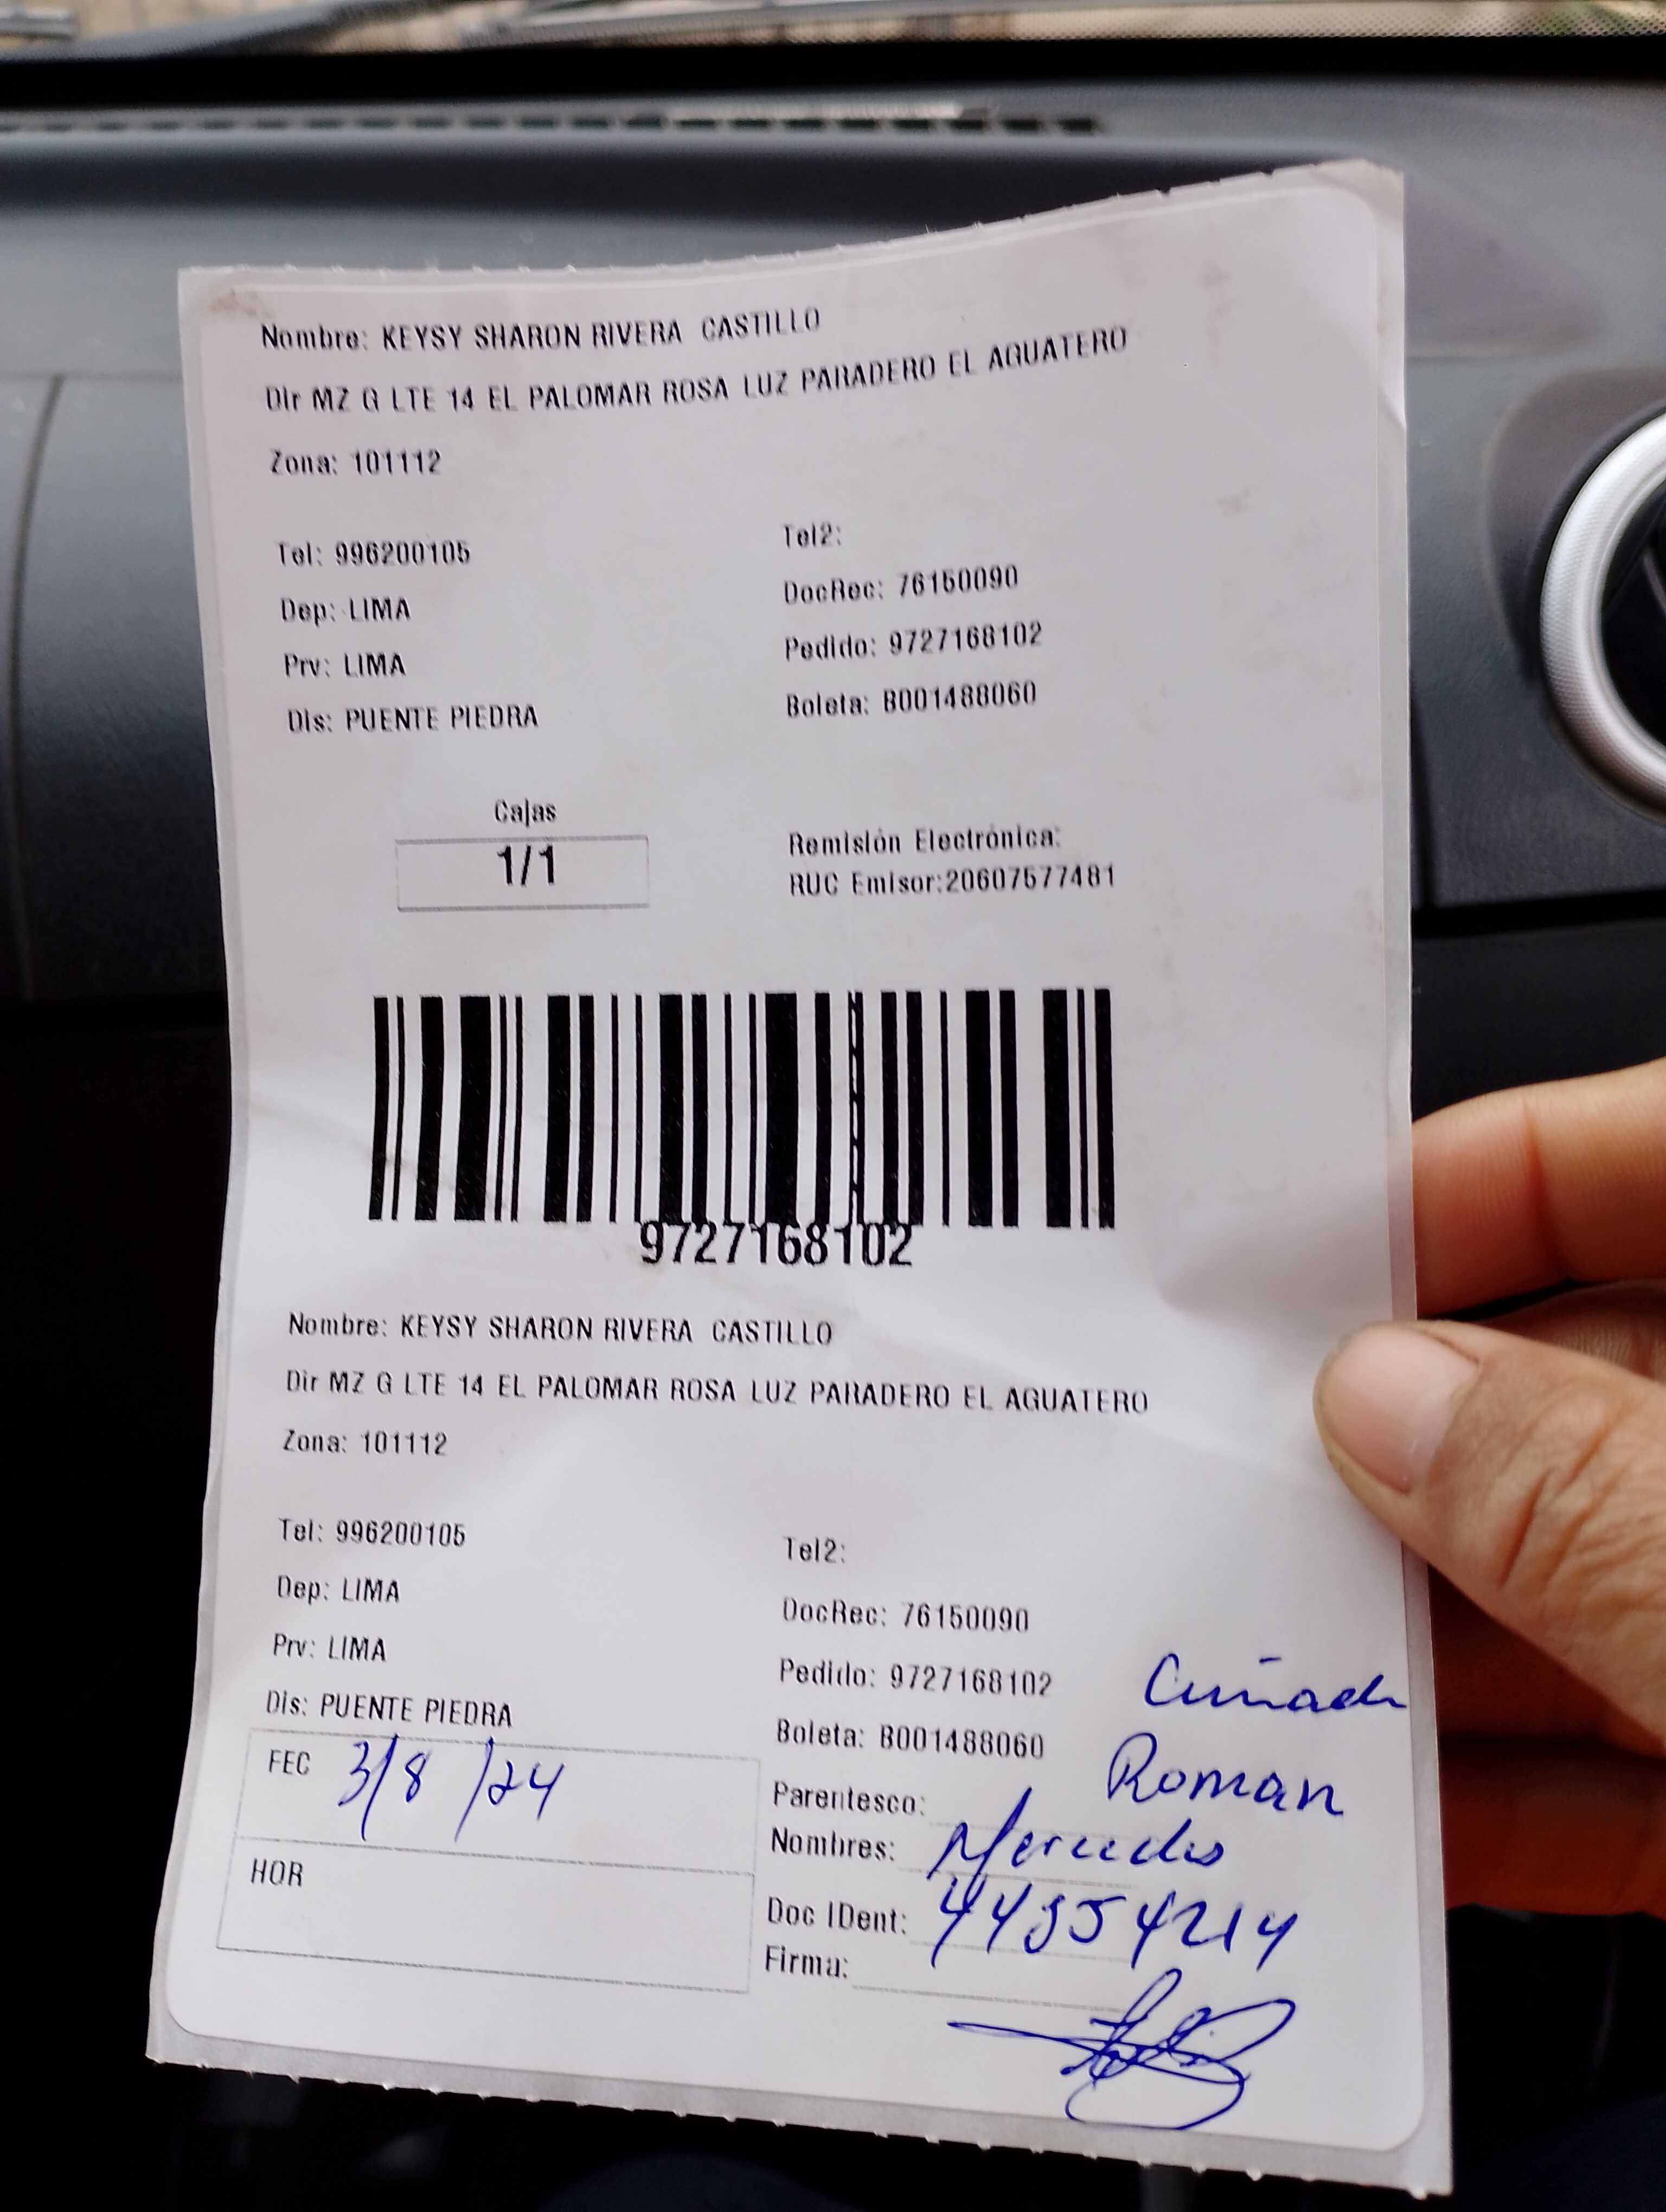 Nombre: KEYSY SHARON RIVERA CASTILLO
Dir MZ G LTE 14 EL PALOMAR ROSA LUZ PARADERO EL AGUATERO
Zona: 101112
Tel: 996200105
Tel2:
Dep: LIMA
DocRec: 76150090
Prv: LIMA
Pedido: 9727168102
Dis: PUENTE PIEDRA
Boleta: B001488060
Cajas
1/1
Remisión Electrónica:
RUC Emisor:20607577481
9727168102
Nombre: KEYSY SHARON RIVERA CASTILLO
Dir MZ G LTE 14 EL PALOMAR ROSA LUZ PARADERO EL AGUATERO
Zona: 101112
Tel: 996200105
Tel2:
Dep: LIMA
DocRec: 76150090
Prv: LIMA
Pedido: 9727168102
Dis: PUENTE PIEDRA
Boleta: B001488060
FEC 3/8/24
HOR
Parentesco: Cuñada
Roman
Nombres: Mercedes
Doc IDent:
Firma: